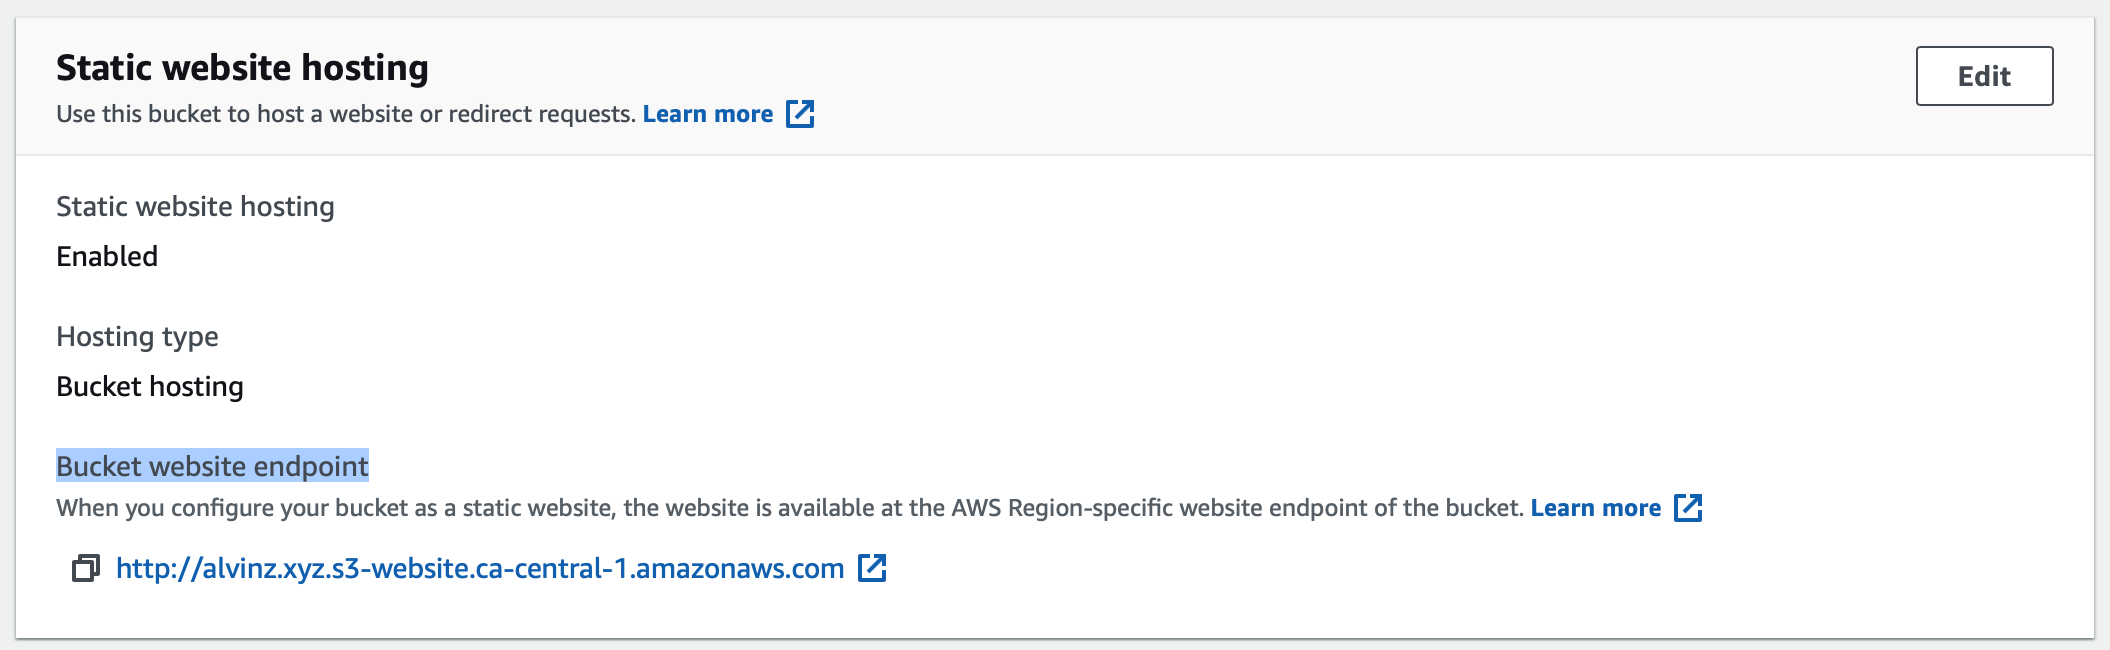 Static website hosting
Edit
Use this bucket to host a website or redirect requests. Learn more
Static website hosting
Enabled
Hosting type
Bucket hosting
Bucket website endpoint
When you configure your bucket as a static website, the website is available at the AWS Region-specific website endpoint of the bucket. Learn more
http://alvinz.xyz.s3-website.ca-central-1.amazonaws.com